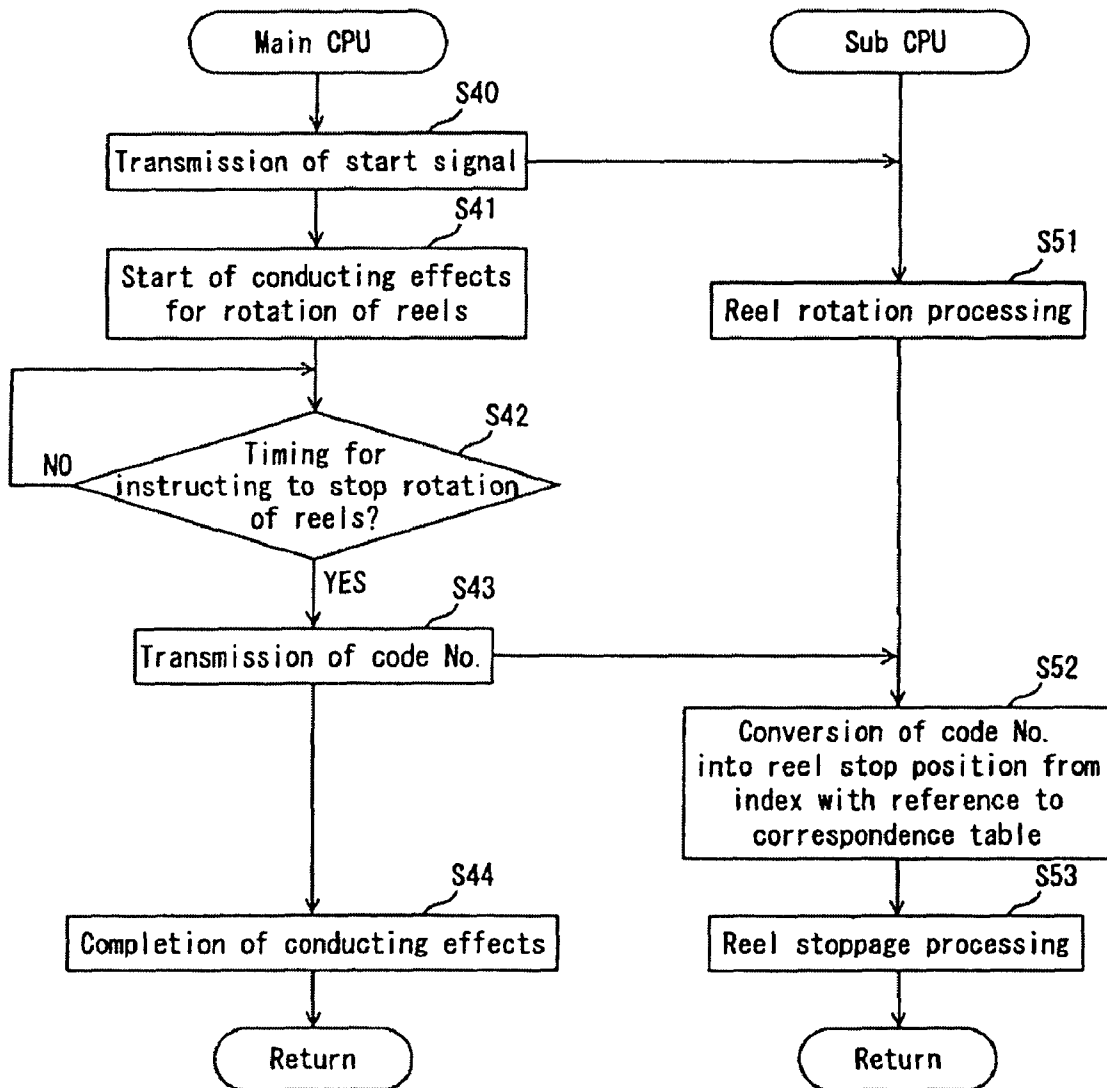 Main CPU
Sub CPU
S40
Transmission of start signal
S41
Start of conducting effects
for rotation of reels
S51
Reel rotation processing
S42
Timing for
instructing to stop rotation
of reels?
NO
YES
S43
Transmission of code No.
S52
Conversion of code No.
into reel stop position from
index with reference to
correspondence table
S44
Completion of conducting effects
S53
Reel stoppage processing
Return
Return